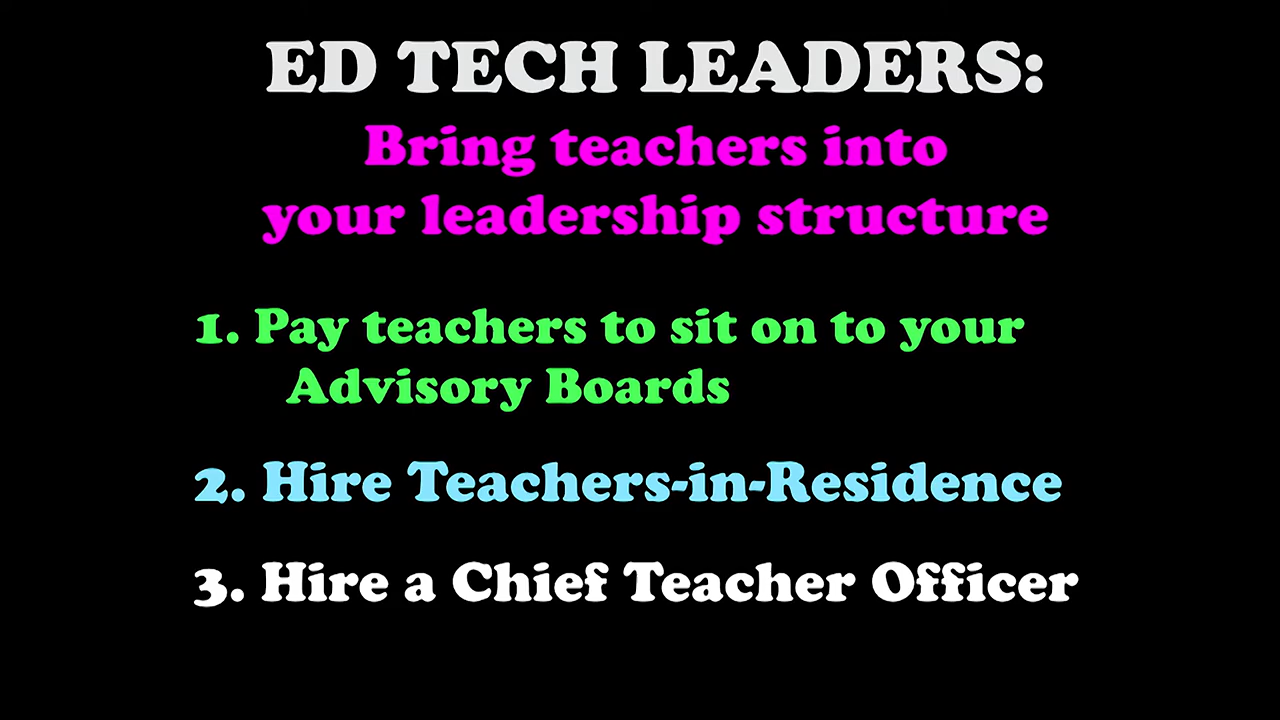 ED TECH LEADERS:
Bring teachers into
your leadership structure
1. Pay teachers to sit on to your
Advisory Boards
2. Hire Teachers-in-Residence
3. Hire a Chief Teacher Officer